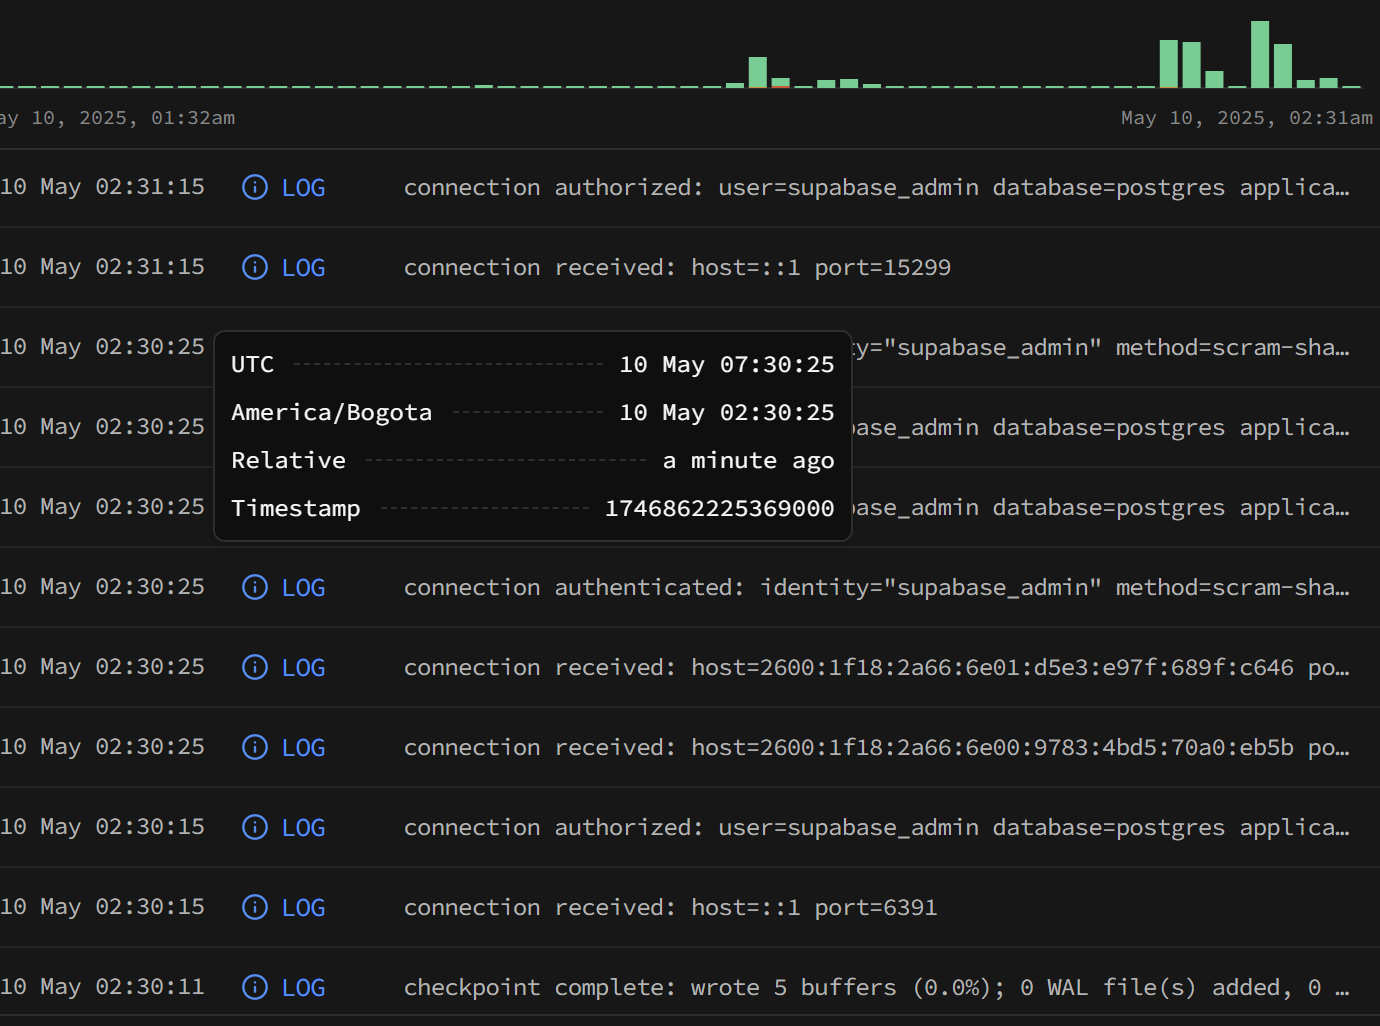 ay 10, 2025, 01:32am May 10, 2025, 02:31am
10 May 02:31:15 LOG connection authorized: user=supabase_admin database=postgres applica…
10 May 02:31:15 LOG connection received: host=::1 port=15299
10 May 02:30:25 ty="supabase_admin" method=scram-sha…
UTC 10 May 07:30:25
America/Bogota 10 May 02:30:25
Relative a minute ago
Timestamp 1746862225369000
10 May 02:30:25 base_admin database=postgres applica…
10 May 02:30:25 base_admin database=postgres applica…
10 May 02:30:25 LOG connection authenticated: identity="supabase_admin" method=scram-sha…
10 May 02:30:25 LOG connection received: host=2600:1f18:2a66:6e01:d5e3:e97f:689f:c646 po…
10 May 02:30:25 LOG connection received: host=2600:1f18:2a66:6e00:9783:4bd5:70a0:eb5b po…
10 May 02:30:15 LOG connection authorized: user=supabase_admin database=postgres applica…
10 May 02:30:15 LOG connection received: host=::1 port=6391
10 May 02:30:11 LOG checkpoint complete: wrote 5 buffers (0.0%); 0 WAL file(s) added, 0 …